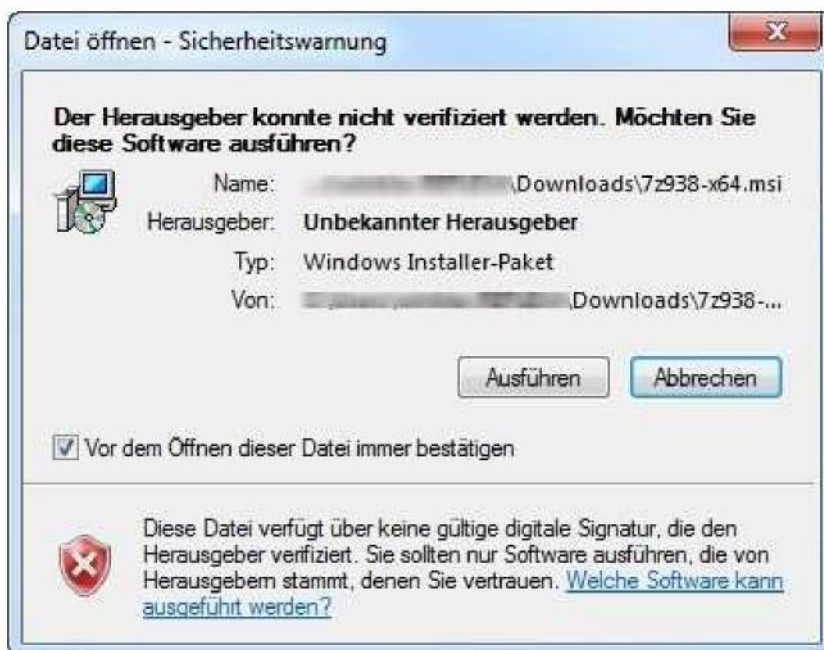 Datei öffnen - Sicherheitswarnung
Der Herausgeber konnte nicht verifiziert werden. Möchten Sie
diese Software ausführen?
Name: \Downloads\7z938-x64.msi
Herausgeber: Unbekannter Herausgeber
Typ: Windows Installer-Paket
Von: \Downloads\7z938-...
Ausführen Abbrechen
Vor dem Öffnen dieser Datei immer bestätigen
Diese Datei verfügt über keine gültige digitale Signatur, die den
Herausgeber verifiziert. Sie sollten nur Software ausführen, die von
Herausgebern stammt, denen Sie vertrauen. Welche Software kann
ausgeführt werden?